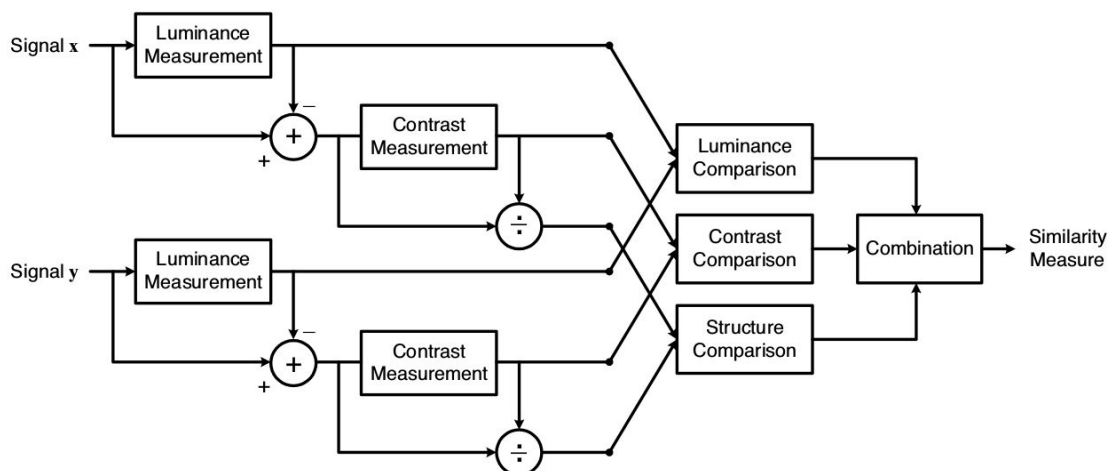 Signal x
Luminance
Measurement
−
+
+
Contrast
Measurement
÷
Signal y
Luminance
Measurement
−
+
+
Contrast
Measurement
÷
Luminance
Comparison
Contrast
Comparison
Structure
Comparison
Combination
Similarity
Measure